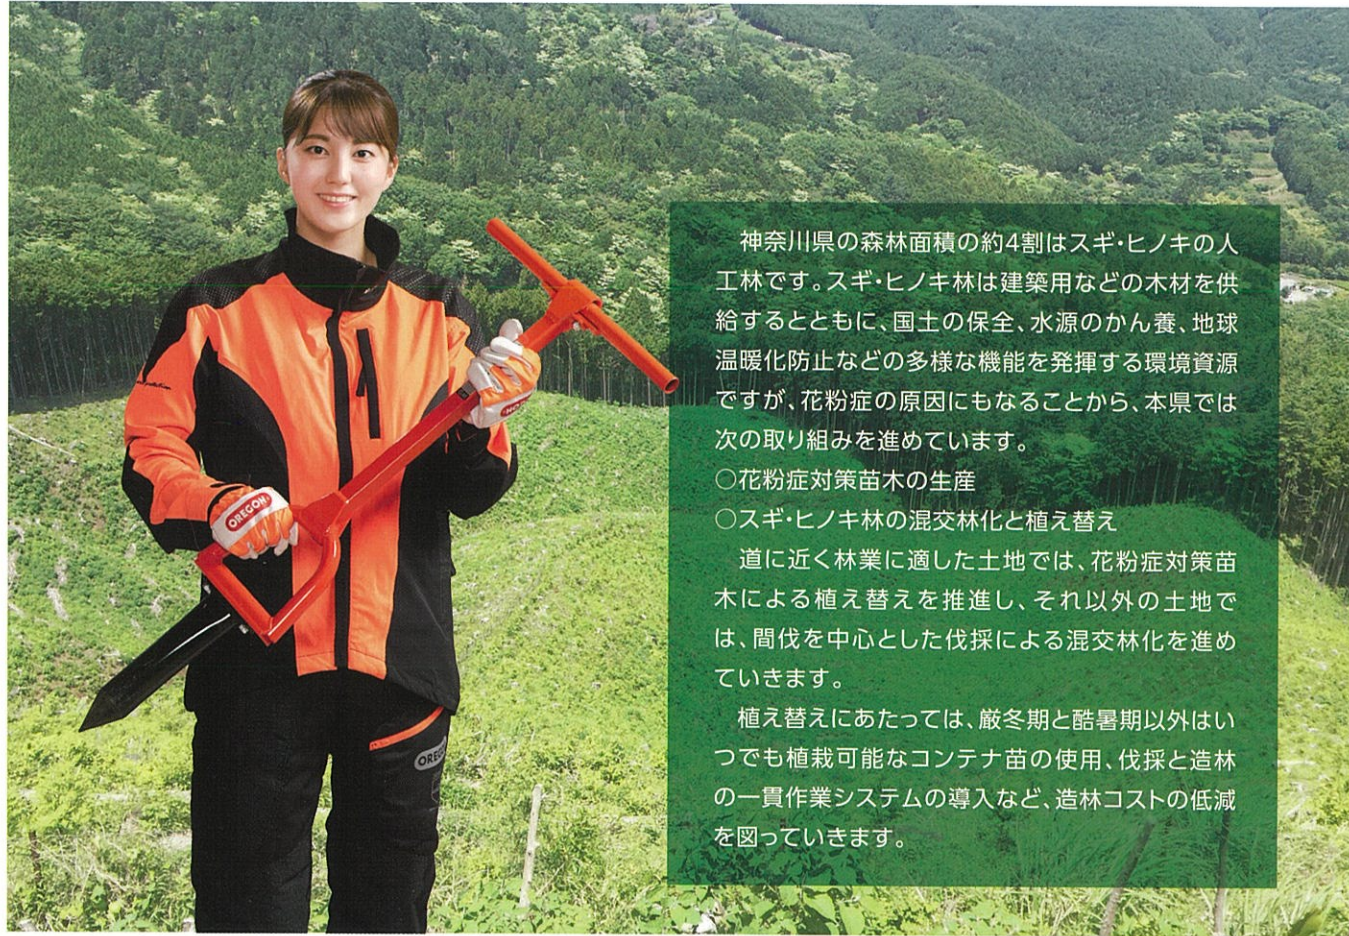 神奈川県の森林面積の約4割はスギ・ヒノキの人
工林です。スギ・ヒノキ林は建築用などの木材を供
給するとともに、国土の保全、水源のかん養、地球
温暖化防止などの多様な機能を発揮する環境資源
ですが、花粉症の原因にもなることから、本県では
次の取り組みを進めています。
○花粉症対策苗木の生産
○スギ・ヒノキ林の混交林化と植え替え
道に近く林業に適した土地では、花粉症対策苗
木による植え替えを推進し、それ以外の土地で
は、間伐を中心とした伐採による混交林化を進め
ていきます。
植え替えにあたっては、厳冬期と酷暑期以外はい
つでも植栽可能なコンテナ苗の使用、伐採と造林
の一貫作業システムの導入など、造林コストの低減
を図っていきます。
OREGON